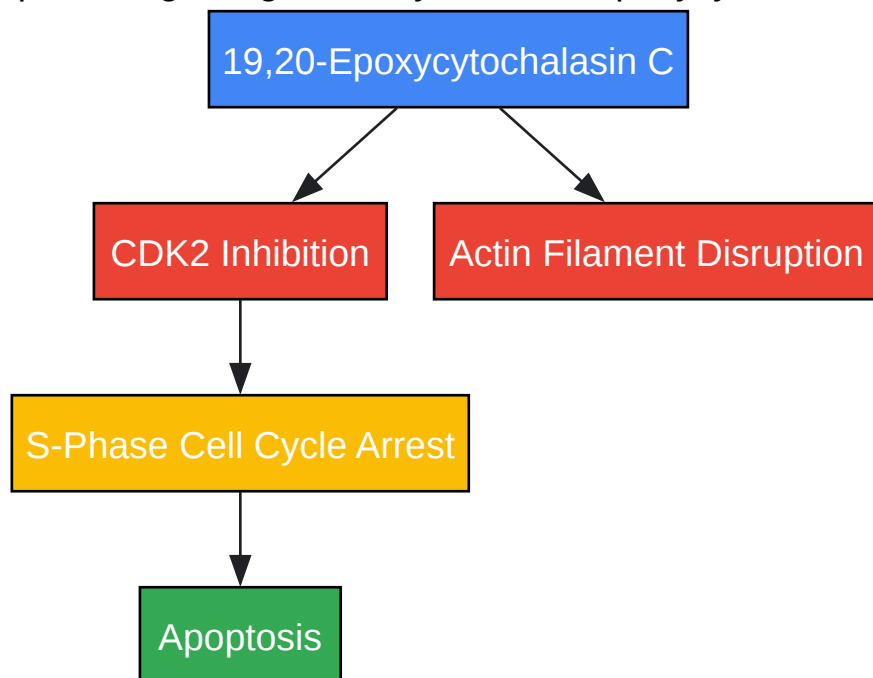 19,20-Epoxycytochalasin C
CDK2 Inhibition
Actin Filament Disruption
S-Phase Cell Cycle Arrest
Apoptosis